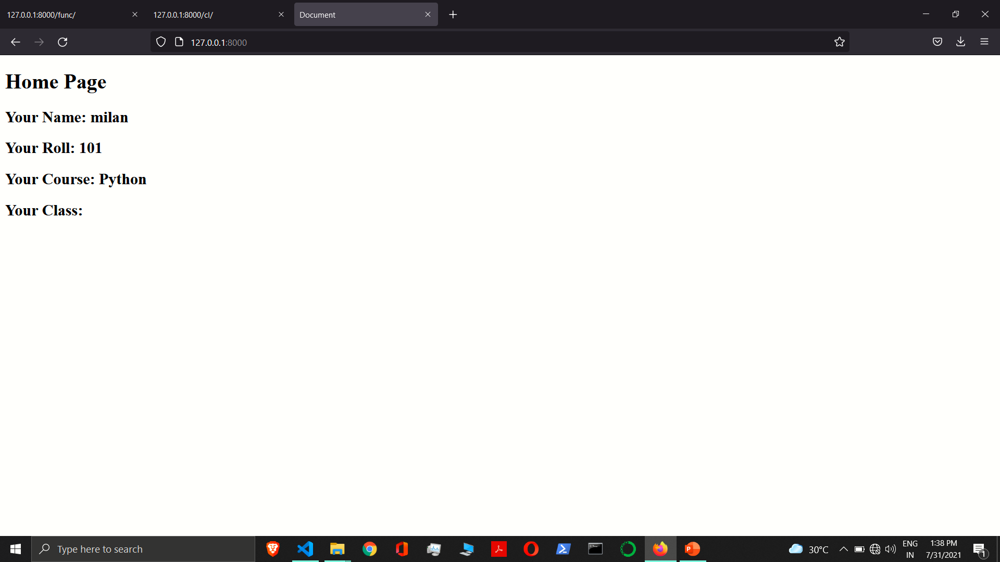 127.0.0.1:8000/func/
127.0.0.1:8000/cl/
Document
127.0.0.1:8000
Home Page
Your Name: milan
Your Roll: 101
Your Course: Python
Your Class:
Type here to search
30°C
ENG
IN
1:38 PM
7/31/2021
1